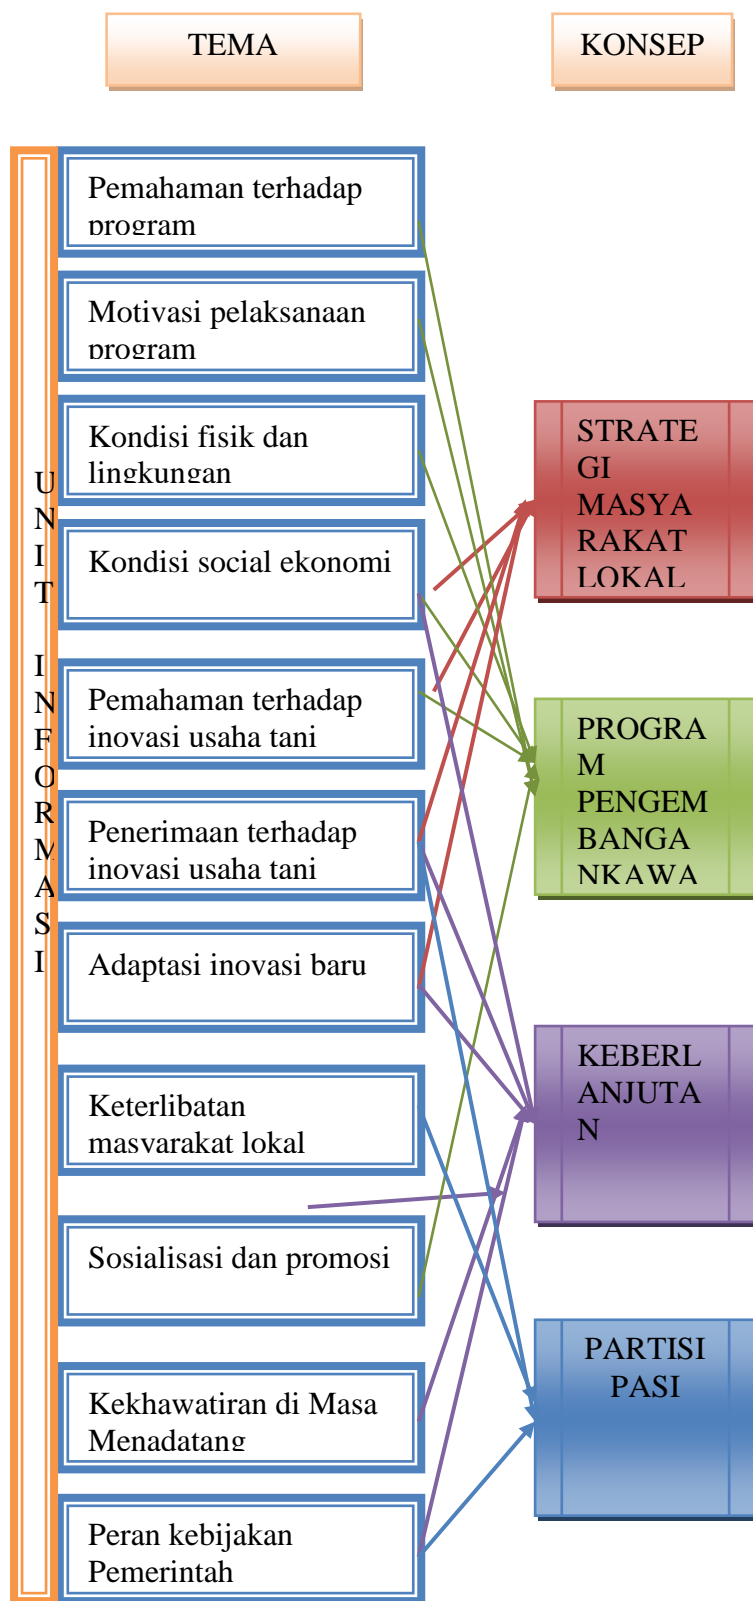 TEMA
KONSEP
UNIT INFORMASI
Pemahaman terhadap
program
Motivasi pelaksanaan
program
Kondisi fisik dan
lingkungan
Kondisi social ekonomi
Pemahaman terhadap
inovasi usaha tani
Penerimaan terhadap
inovasi usaha tani
Adaptasi inovasi baru
Keterlibatan
masyarakat lokal
Sosialisasi dan promosi
Kekhawatiran di Masa
Menadatang
Peran kebijakan
Pemerintah
STRATE
GI
MASYA
RAKAT
LOKAL
PROGRA
M
PENGEM
BANGA
NKAWA
KEBERL
ANJUTA
N
PARTISI
PASI